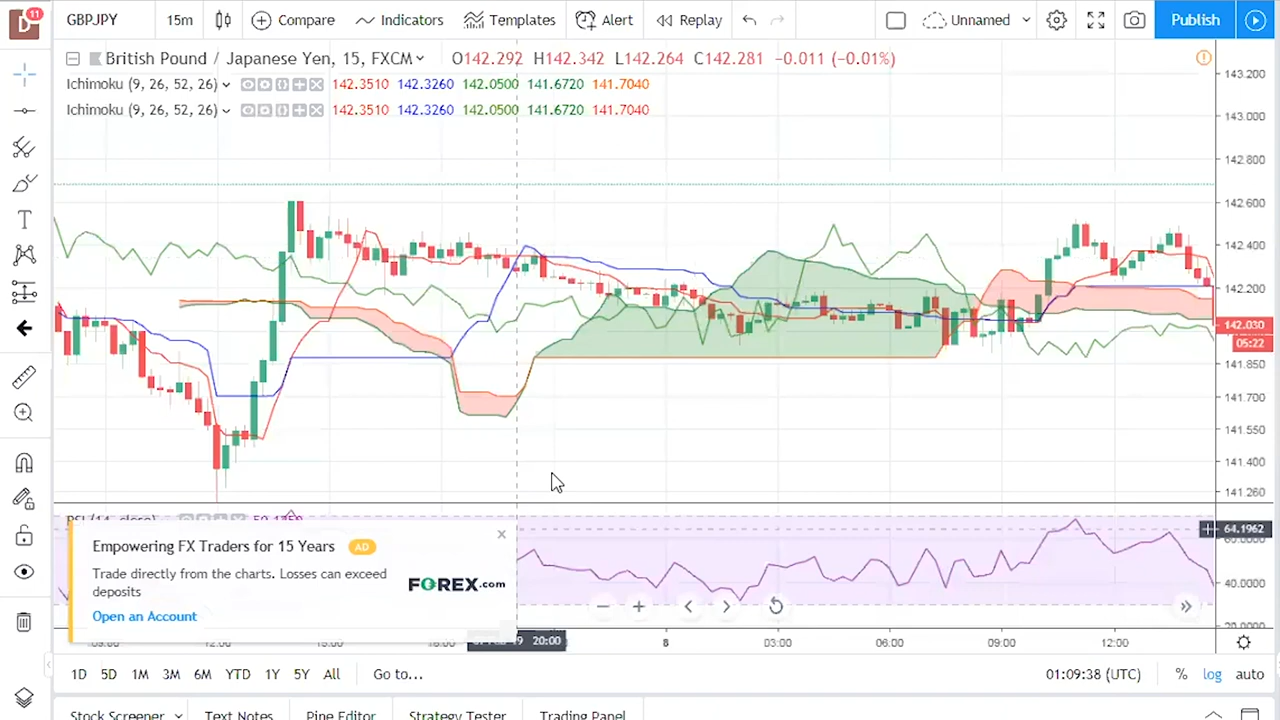 D 11 GBPJPY 15m Compare Indicators Templates Alert Replay Unnamed Publish
British Pound / Japanese Yen, 15, FXCM O142.292 H142.342 L142.264 C142.281 −0.011 (−0.01%)
Ichimoku (9, 26, 52, 26) 142.3510 142.3260 142.0500 141.6720 141.7040
Ichimoku (9, 26, 52, 26) 142.3510 142.3260 142.0500 141.6720 141.7040
143.200
143.000
142.800
142.600
142.400
142.200
142.030
05:22
141.850
141.700
141.550
141.400
141.260
RSI (14, close)
64.1962
Empowering FX Traders for 15 Years AD
Trade directly from the charts. Losses can exceed
deposits
FOREX.com
Open an Account
40.0000
20.0000
12:00 15:00 18:00 20:00 8 03:00 06:00 09:00 12:00
1D 5D 1M 3M 6M YTD 1Y 5Y All Go to... 01:09:38 (UTC) % log auto
Stock Screener Text Notes Pine Editor Strategy Tester Trading Panel